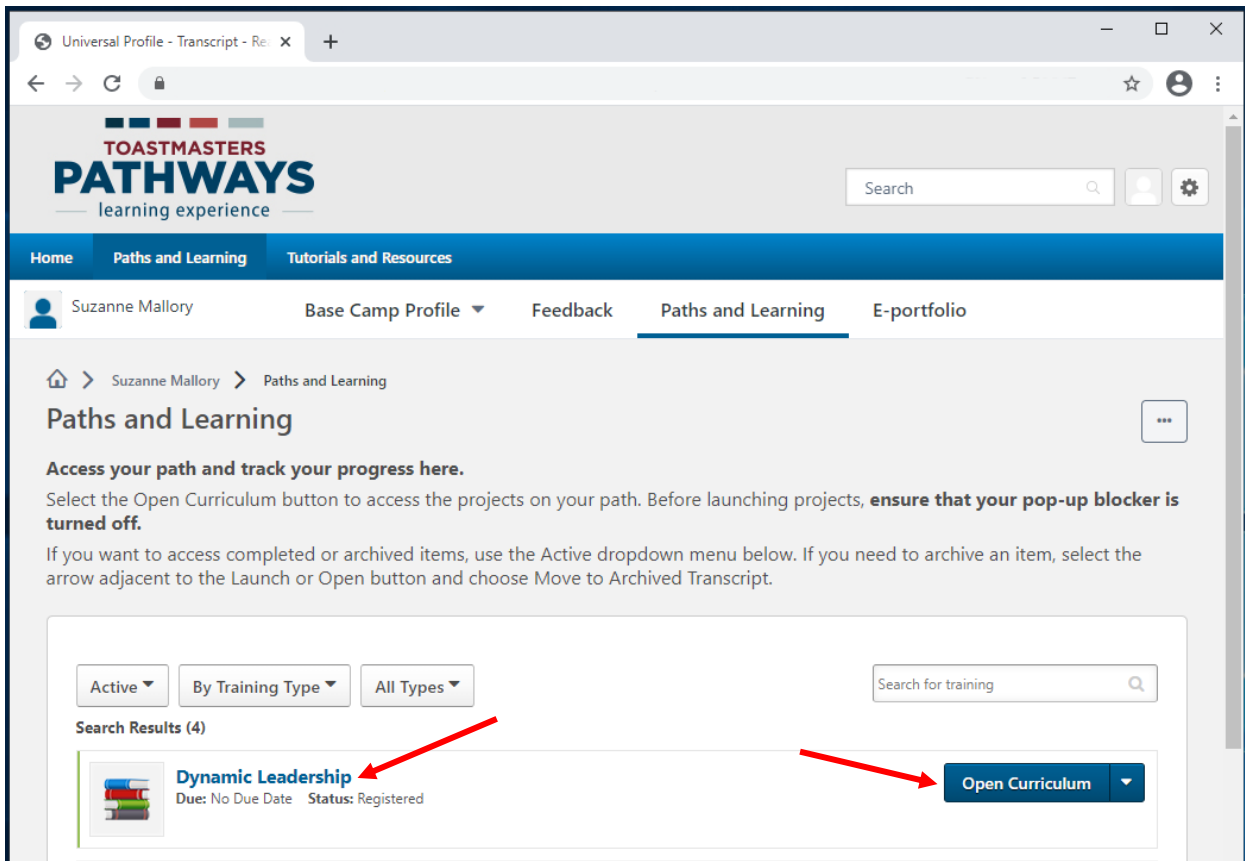 Universal Profile - Transcript - Re
TOASTMASTERS
PATHWAYS
learning experience
Search
Home Paths and Learning Tutorials and Resources
Suzanne Mallory Base Camp Profile Feedback Paths and Learning E-portfolio
Suzanne Mallory Paths and Learning
Paths and Learning
Access your path and track your progress here.
Select the Open Curriculum button to access the projects on your path. Before launching projects, ensure that your pop-up blocker is
turned off.
If you want to access completed or archived items, use the Active dropdown menu below. If you need to archive an item, select the
arrow adjacent to the Launch or Open button and choose Move to Archived Transcript.
Active By Training Type All Types Search for training
Search Results (4)
Dynamic Leadership
Due: No Due Date Status: Registered
Open Curriculum